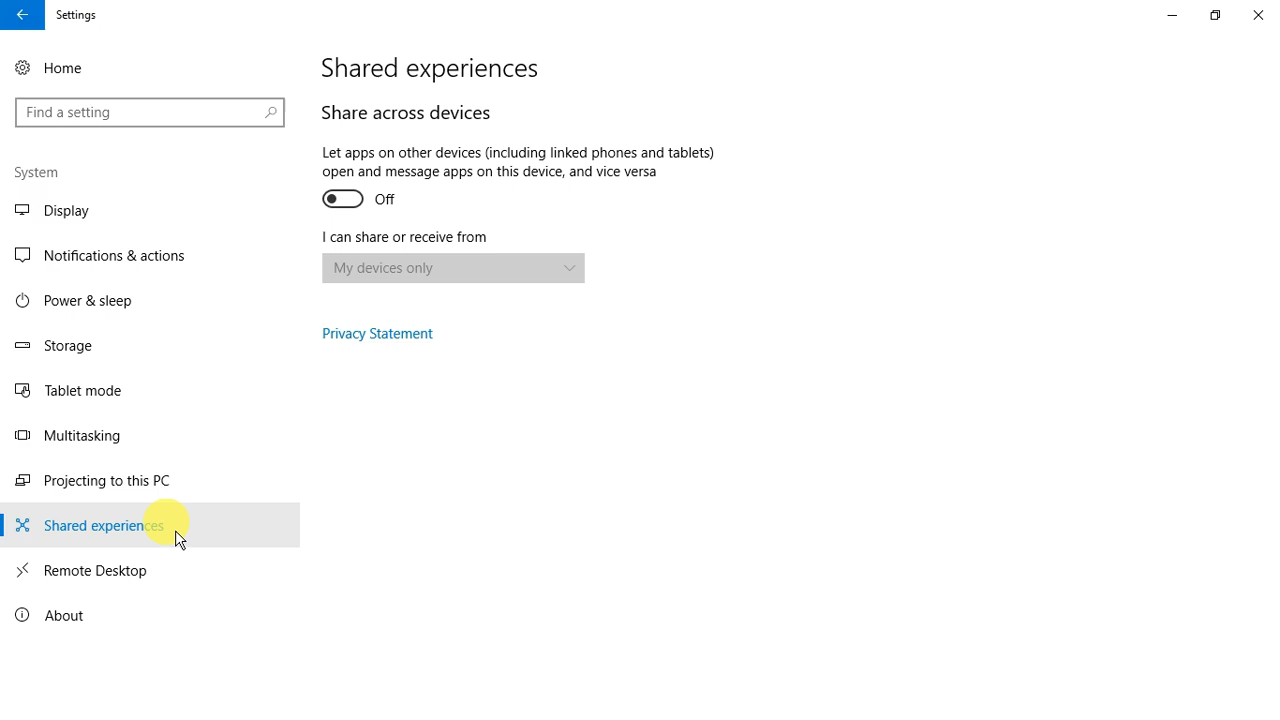 Settings
Home
Find a setting
System
Display
Notifications & actions
Power & sleep
Storage
Tablet mode
Multitasking
Projecting to this PC
Shared experiences
Remote Desktop
About
Shared experiences
Share across devices
Let apps on other devices (including linked phones and tablets)
open and message apps on this device, and vice versa
Off
I can share or receive from
My devices only
Privacy Statement